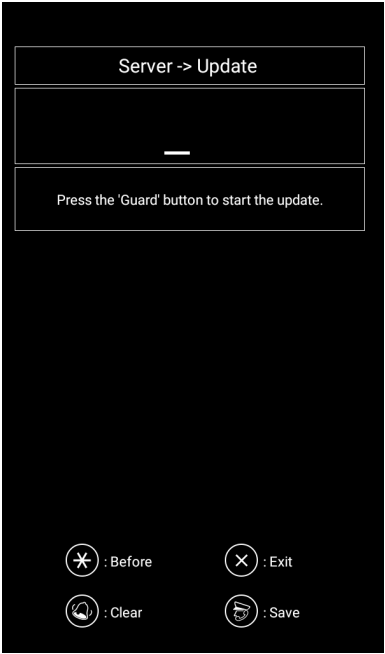 Server -> Update
Press the 'Guard' button to start the update.
: Before
: Exit
: Clear
: Save